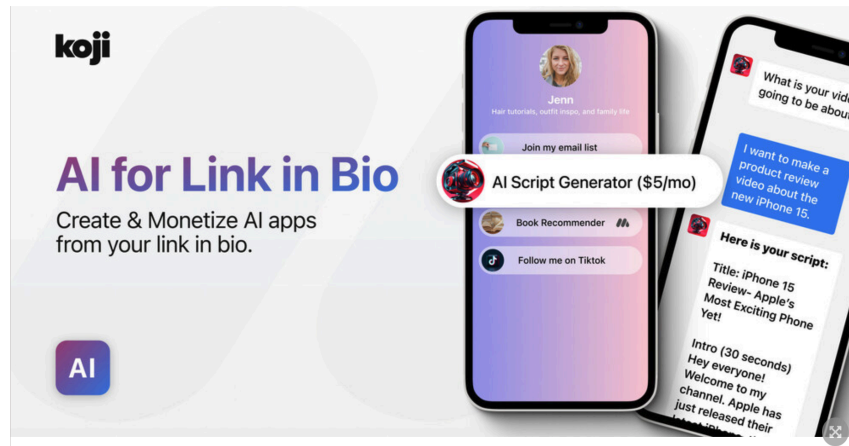 koji
AI for Link in Bio
Create & Monetize AI apps
from your link in bio.
AI
Jenn
Hair tutorials, outfit inspo, and family life
Join my email list
AI Script Generator ($5/mo)
Book Recommender
Follow me on Tiktok
What is your
going to be about
I want to make a
product review
video about the
new iPhone 15.
Here is your script:
Title: iPhone 15
Review- Apple's
Most Exciting Phone
Yet!
Intro (30 seconds)
Hey everyone!
Welcome to my
channel. Apple has
just released their